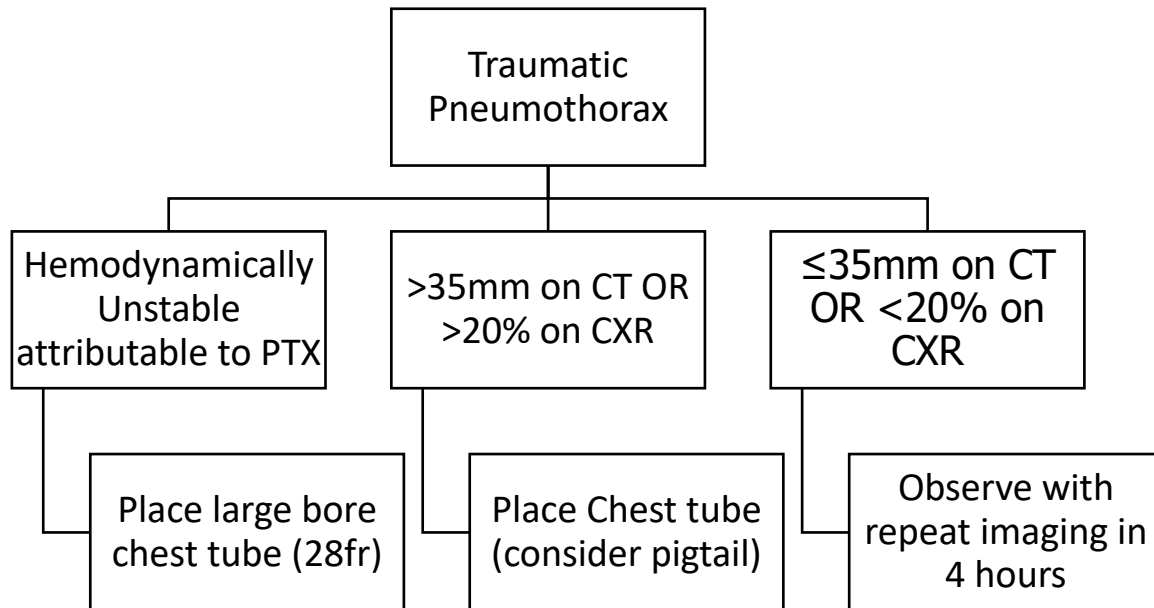 Traumatic
Pneumothorax
Hemodynamically
Unstable
attributable to PTX
>35mm on CT OR
>20% on CXR
≤35mm on CT
OR <20% on
CXR
Place large bore
chest tube (28fr)
Place Chest tube
(consider pigtail)
Observe with
repeat imaging in
4 hours